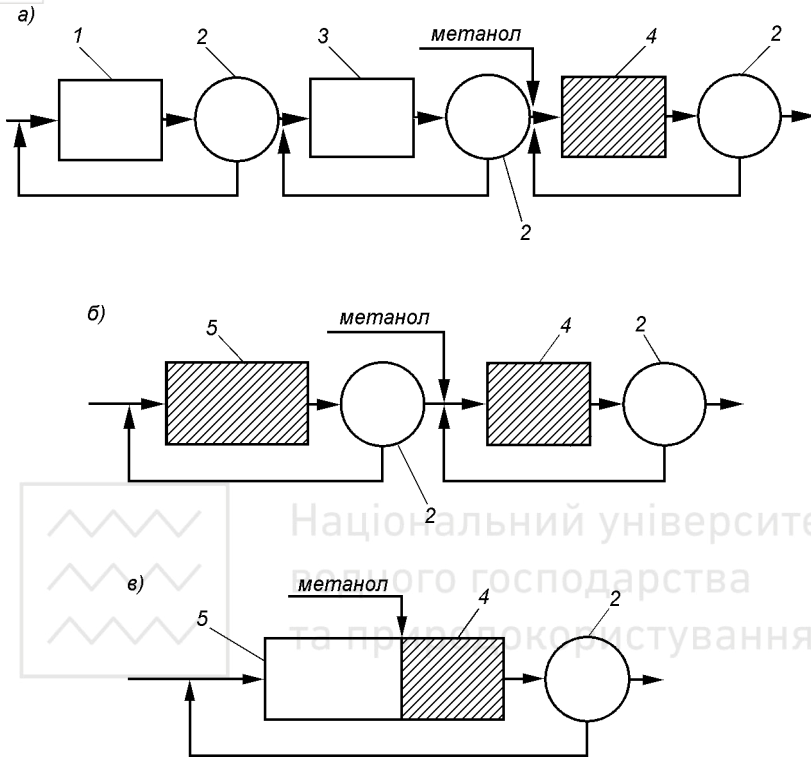 а)
1
2
3
метанол
4
2
2
б)
5
метанол
4
2
2
Національний університе
водного господарства
та природокористування
в)
метанол
5
4
2